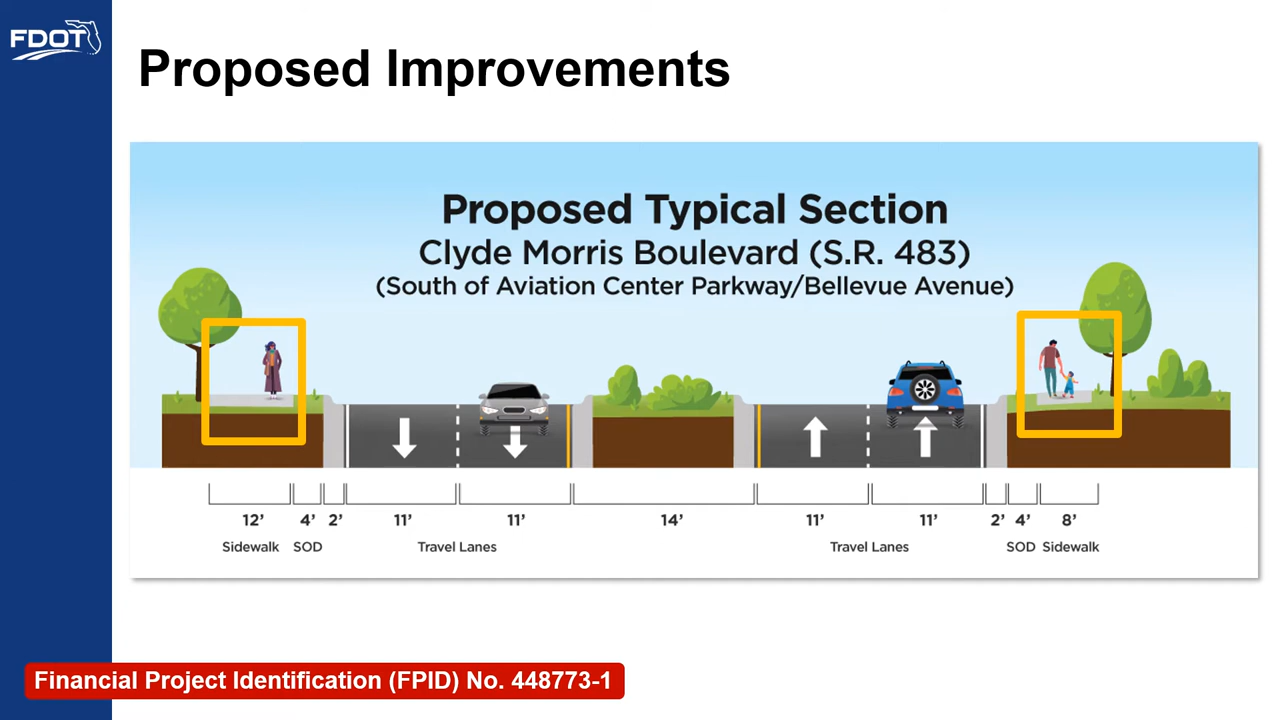 FDOT
Proposed Improvements
Proposed Typical Section
Clyde Morris Boulevard (S.R. 483)
(South of Aviation Center Parkway/Bellevue Avenue)
12’ 4’ 2’ 11’ 11’ 14’ 11’ 11’ 2’ 4’ 8’
Sidewalk SOD Travel Lanes Travel Lanes SOD Sidewalk
Financial Project Identification (FPID) No. 448773-1